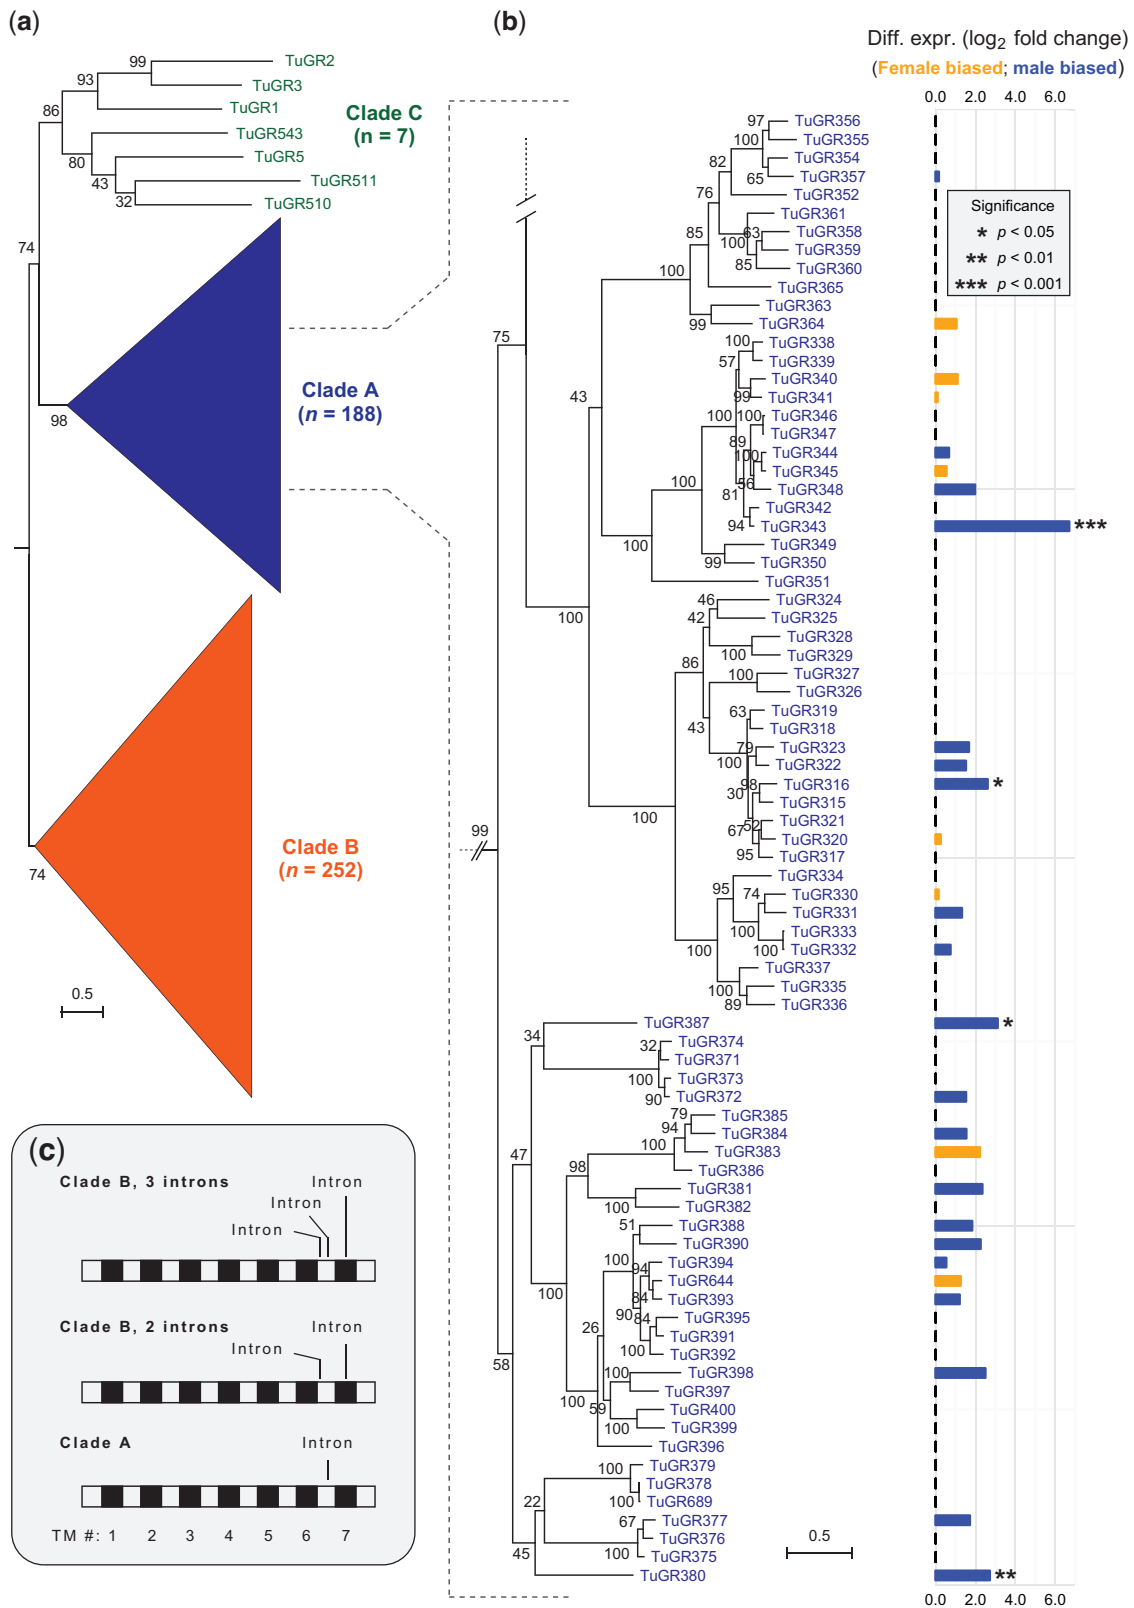 (a)
99
TuGR2
93
TuGR3
86
TuGR1
TuGR543
80
TuGR5
43
TuGR511
32
TuGR510
Clade C
(n = 7)
74
98
Clade A
(n = 188)
74
Clade B
(n = 252)
0.5
(b)
Diff. expr. (log2 fold change)
(Female biased; male biased)
0.0 2.0 4.0 6.0
Significance
* p < 0.05
** p < 0.01
*** p < 0.001
97 TuGR356
100 TuGR355
TuGR354
82 65 TuGR357
76 TuGR352
TuGR361
85 63 TuGR358
100 TuGR359
85 TuGR360
100 TuGR365
TuGR363
99 TuGR364
75
100 TuGR338
57 TuGR339
TuGR340
43 99 TuGR341
100 100 TuGR346
89 TuGR347
100 TuGR344
TuGR345
100 81 56 TuGR348
TuGR342
94 TuGR343 ***
100 TuGR349
99 TuGR350
TuGR351
100
46 TuGR324
42 TuGR325
TuGR328
86 100 TuGR329
100 TuGR327
TuGR326
43 63 TuGR319
TuGR318
79 TuGR323
100 TuGR322
98 TuGR316 *
30 TuGR315
52 TuGR321
67 TuGR320
95 TuGR317
100
TuGR334
95 74 TuGR330
TuGR331
100 TuGR333
100 100 TuGR332
TuGR337
100 TuGR335
89 TuGR336
99
34 TuGR387 *
32 TuGR374
TuGR371
100 TuGR373
90 TuGR372
79 TuGR385
94 TuGR384
100 TuGR383
47 98 TuGR386
TuGR381
100 TuGR382
51 TuGR388
TuGR390
100 94 TuGR394
TuGR644
100 84 TuGR393
90 84 TuGR395
26 TuGR391
100 TuGR392
58 100 TuGR398
TuGR397
100 59 TuGR400
100 TuGR399
TuGR396
100 TuGR379
TuGR378
22 100 TuGR689
67 TuGR377
TuGR376
45 100 TuGR375
TuGR380 **
0.5
0.0 2.0 4.0 6.0
(c)
Clade B, 3 introns
Intron
Intron
Intron
Clade B, 2 introns
Intron
Intron
Clade A
Intron
TM #: 1 2 3 4 5 6 7